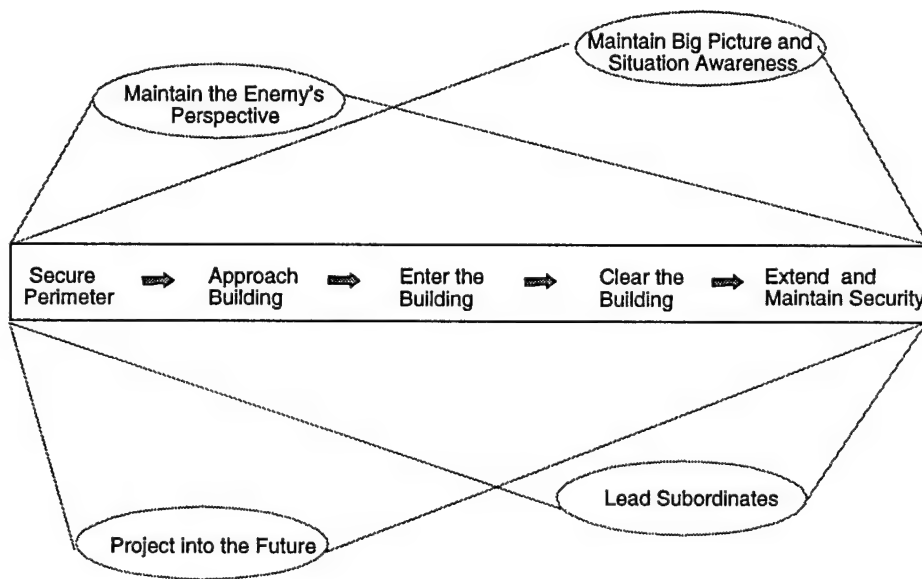 Maintain Big Picture and
Situation Awareness
Maintain the Enemy's
Perspective
Secure
Perimeter
Approach
Building
Enter the
Building
Clear the
Building
Extend and
Maintain Security
Lead Subordinates
Project into the Future